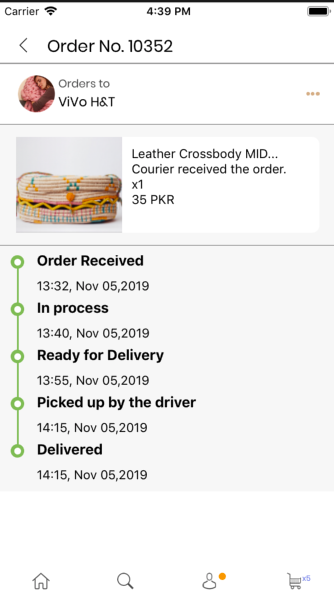 Carrier
4:39 PM
Order No. 10352
Orders to
ViVo H&T
Leather Crossbody MID...
Courier received the order.
x1
35 PKR
Order Received
13:32, Nov 05,2019
In process
13:40, Nov 05,2019
Ready for Delivery
13:55, Nov 05,2019
Picked up by the driver
14:15, Nov 05,2019
Delivered
14:15, Nov 05,2019
x5